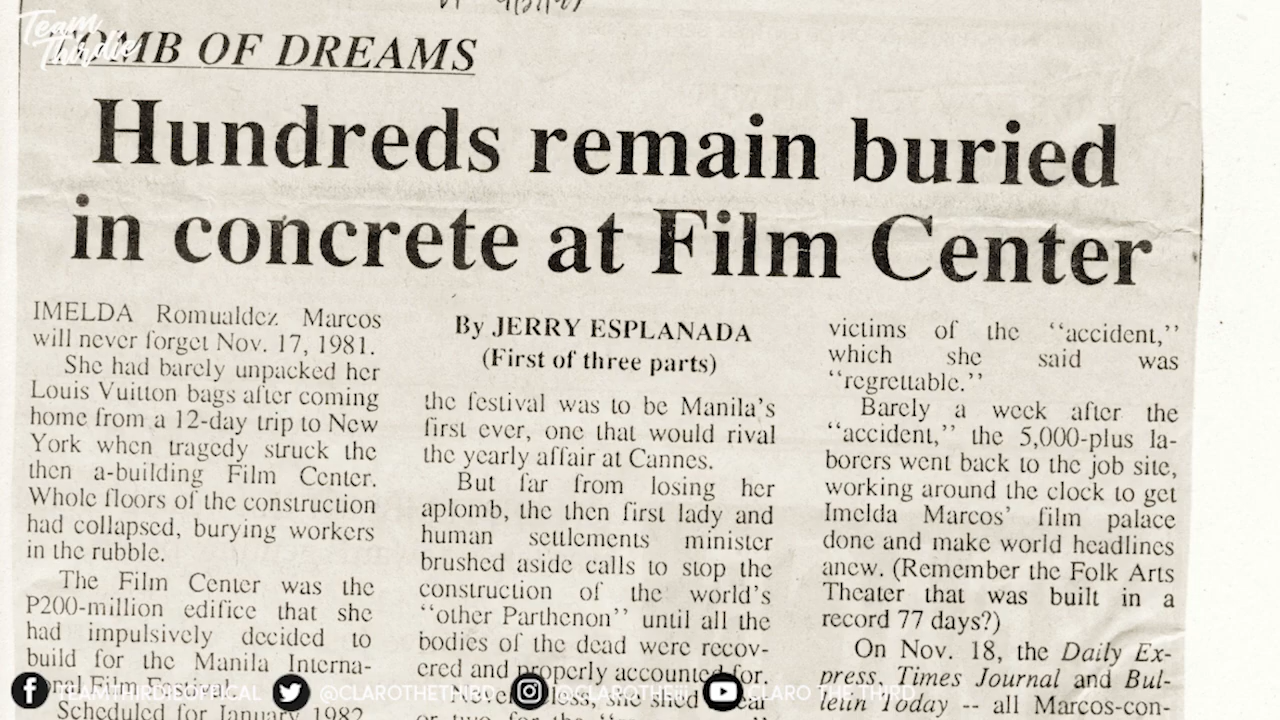 Team
Thirdie
TOMB OF DREAMS
Hundreds remain buried
in concrete at Film Center
IMELDA Romualdez Marcos
will never forget Nov. 17, 1981.
She had barely unpacked her
Louis Vuitton bags after coming
home from a 12-day trip to New
York when tragedy struck the
then a-building Film Center.
Whole floors of the construction
had collapsed, burying workers
in the rubble.
The Film Center was the
P200-million edifice that she
had impulsively decided to
build for the Manila Interna-
onal Film Festival.
Scheduled for January 1982,
By JERRY ESPLANADA
(First of three parts)
the festival was to be Manila's
first ever, one that would rival
the yearly affair at Cannes.
But far from losing her
aplomb, the then first lady and
human settlements minister
brushed aside calls to stop the
construction of the world's
"other Parthenon" until all the
bodies of the dead were recov-
ered and properly accounted for.
she shed
or two for the
victims of the "accident,"
which she said was
"regrettable."
Barely a week after the
"accident," the 5,000-plus la-
borers went back to the job site,
working around the clock to get
Imelda Marcos' film palace
done and make world headlines
anew. (Remember the Folk Arts
Theater that was built in a
record 77 days?)
On Nov. 18, the Daily Ex-
press, Times Journal and Bul-
letin Today -- all Marcos-con-
TEAMTHIRDIEOFFICAL
@CLAROTHETHIRD
@CLAROTHEiii
CLARO THE THIRD